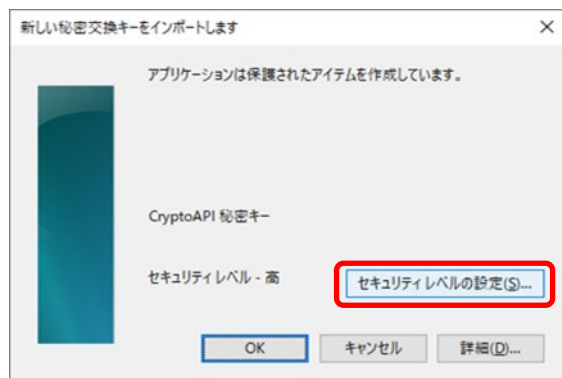 新しい秘密交換キーをインポートします
アプリケーションは保護されたアイテムを作成しています。
CryptoAPI 秘密キー
セキュリティ レベル - 高
セキュリティ レベルの設定(S)...
OK
キャンセル
詳細(D)...